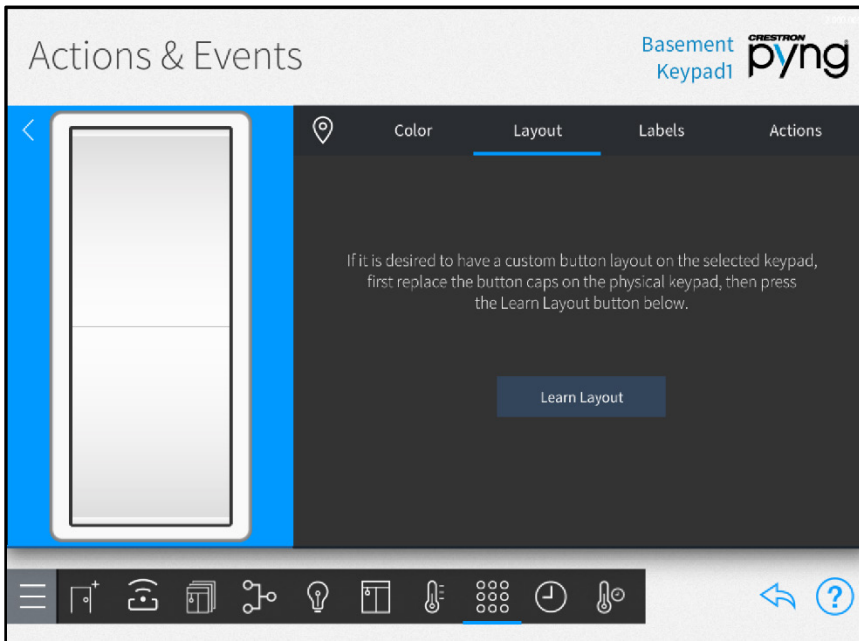 Actions & Events
Basement
Keypad1
CRESTRON
pyng
Color
Layout
Labels
Actions
If it is desired to have a custom button layout on the selected keypad,
first replace the button caps on the physical keypad, then press
the Learn Layout button below.
Learn Layout
?